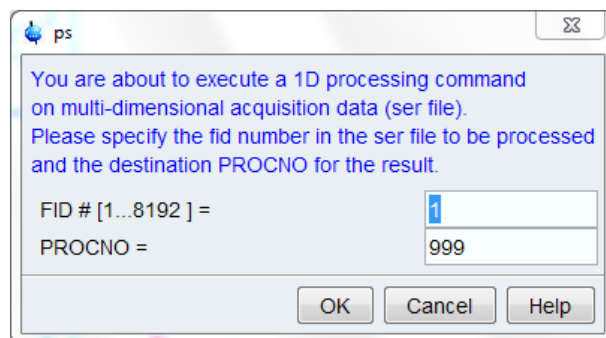 ps
You are about to execute a 1D processing command
on multi-dimensional acquisition data (ser file).
Please specify the fid number in the ser file to be processed
and the destination PROCNO for the result.
FID # [1...8192 ] = 1
PROCNO = 999
OK Cancel Help